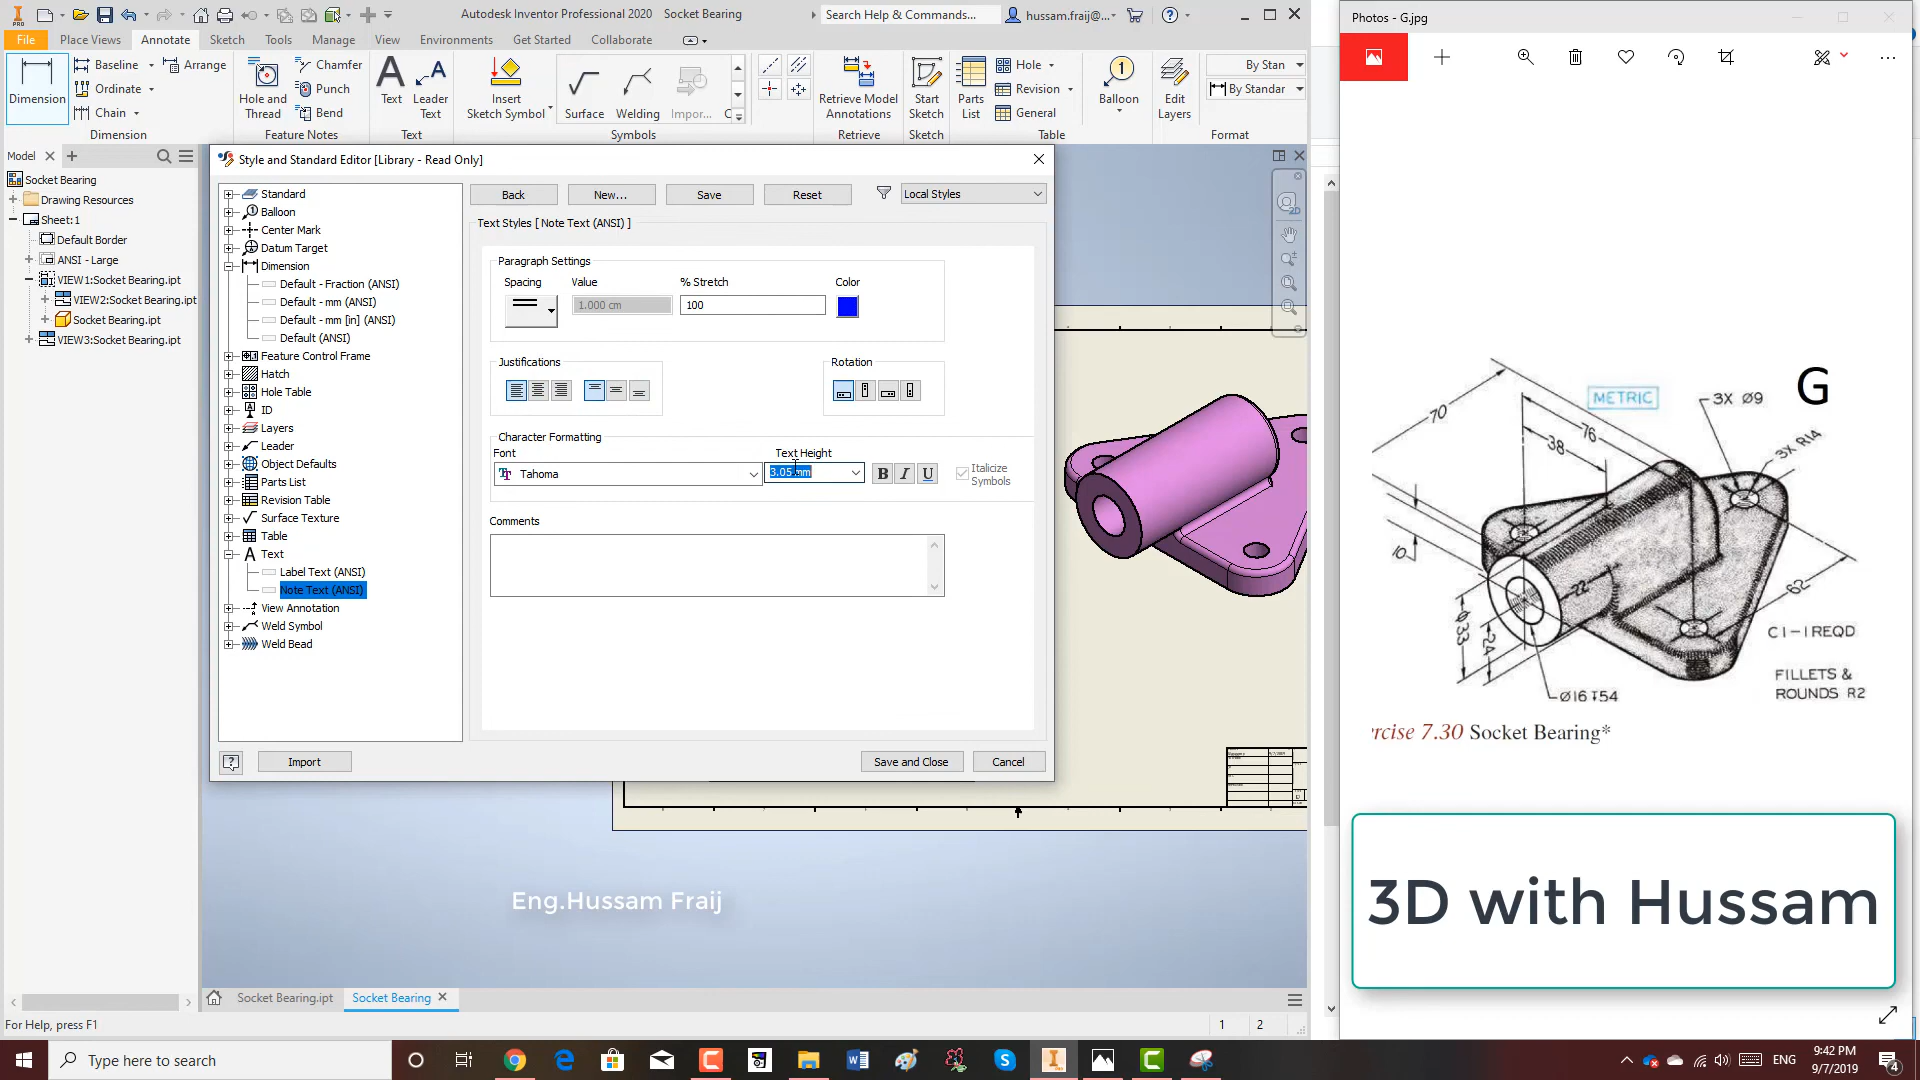 Autodesk Inventor Professional 2020 Socket Bearing
Search Help & Commands...
hussam.fraij@...
File
Place Views
Annotate
Sketch
Tools
Manage
View
Environments
Get Started
Collaborate
Dimension
Baseline
Ordinate
Chain
Arrange
Dimension
Hole and Thread
Chamfer
Punch
Bend
Feature Notes
Text
Leader Text
Text
Insert Sketch Symbol
Surface
Welding
Impor...
Symbols
Retrieve Model Annotations
Retrieve
Start Sketch
Sketch
Parts List
Hole
Revision
General
Table
1
Balloon
Edit Layers
By Stan
By Standar
Format
Model
Socket Bearing
Drawing Resources
Sheet:1
Default Border
ANSI - Large
VIEW1:Socket Bearing.ipt
VIEW2:Socket Bearing.ipt
Socket Bearing.ipt
VIEW3:Socket Bearing.ipt
Style and Standard Editor [Library - Read Only]
Standard
Balloon
Center Mark
Datum Target
Dimension
Default - Fraction (ANSI)
Default - mm (ANSI)
Default - mm [in] (ANSI)
Default (ANSI)
Feature Control Frame
Hatch
Hole Table
ID
Layers
Leader
Object Defaults
Parts List
Revision Table
Surface Texture
Table
Text
Label Text (ANSI)
Note Text (ANSI)
View Annotation
Weld Symbol
Weld Bead
Back
New...
Save
Reset
Local Styles
Text Styles [ Note Text (ANSI) ]
Paragraph Settings
Spacing
Value
% Stretch
Color
1.000 cm
100
Justifications
Rotation
Character Formatting
Font
Text Height
Tahoma
3.05 mm
B
I
U
Italicize Symbols
Comments
Import
Save and Close
Cancel
Eng.Hussam Fraij
Socket Bearing.ipt
Socket Bearing
For Help, press F1
1
2
Photos - G.jpg
METRIC
3X Ø9
G
70
76
38
3X R14
10
22
62
Ø33
24
CI-1REQD
FILLETS &
ROUNDS R2
Ø16↧54
rcise 7.30 Socket Bearing*
3D with Hussam
Type here to search
ENG
9:42 PM
9/7/2019
4